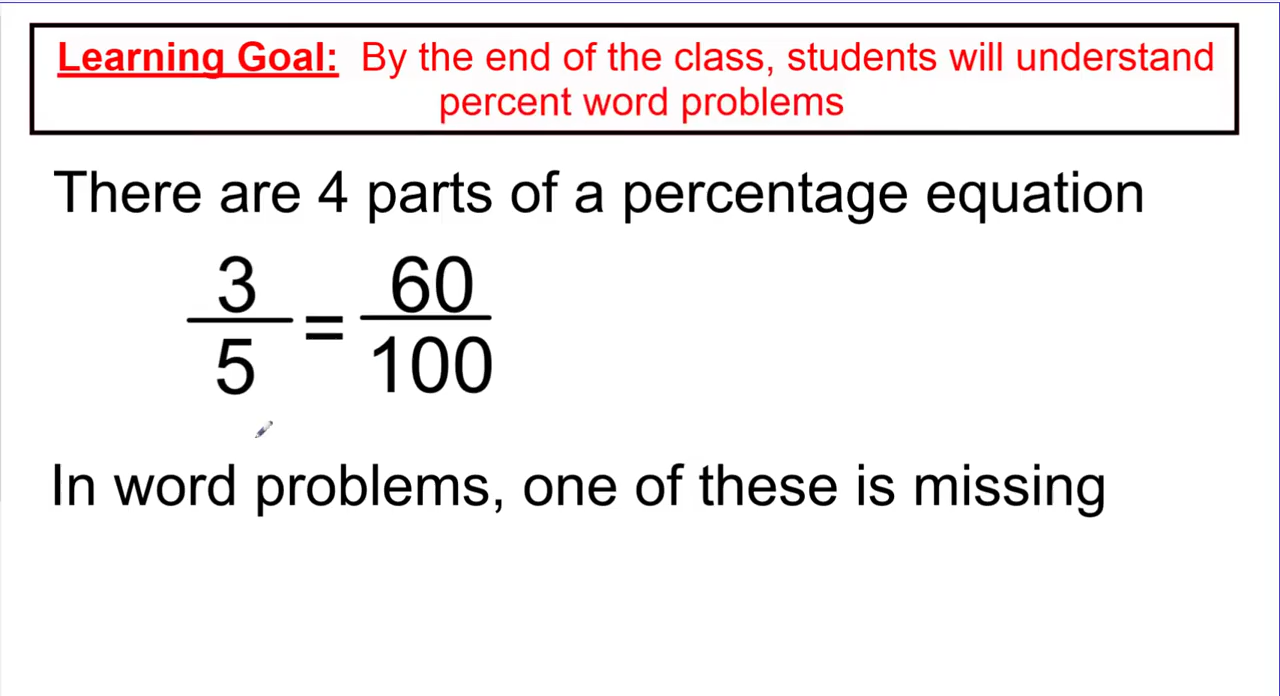 Learning Goal: By the end of the class, students will understand
percent word problems
There are 4 parts of a percentage equation
3
5
=
60
100
In word problems, one of these is missing